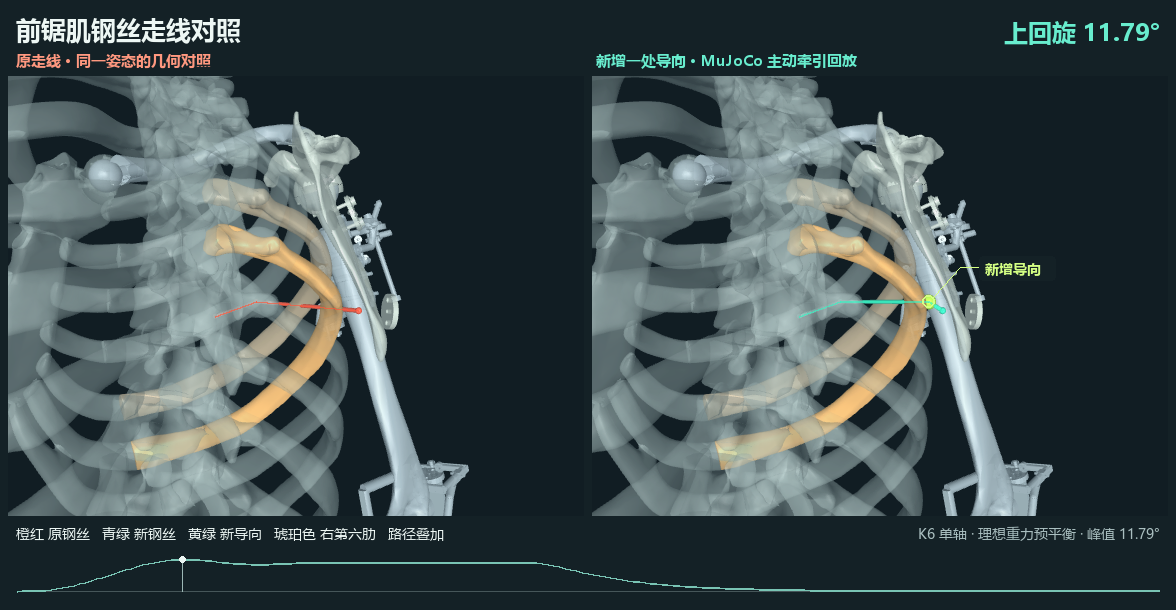 前锯肌钢丝走线对照
上回旋 11.79°
原走线·同一姿态的几何对照
新增一处导向·MuJoCo 主动牵引回放
新增导向
橙红 原钢丝 青绿 新钢丝 黄绿 新导向 琥珀色 右第六肋 路径叠加
K6 单轴·理想重力预平衡·峰值 11.79°